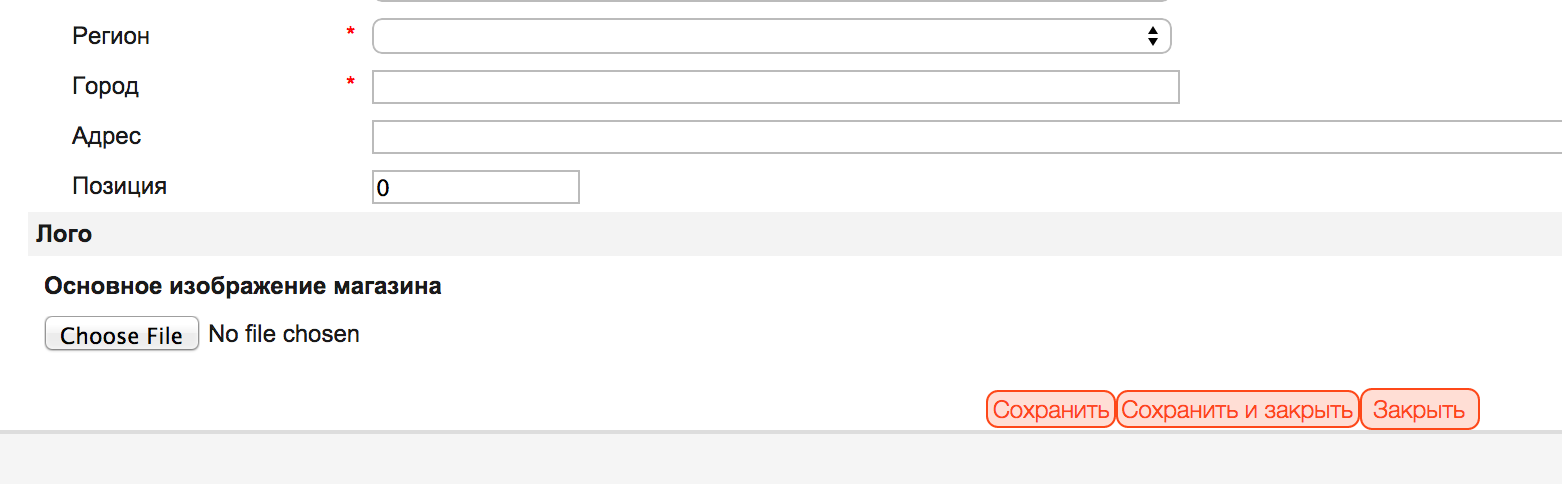 Регион *
Город *
Адрес
Позиция 0
Лого
Основное изображение магазина
Choose File No file chosen
Сохранить Сохранить и закрыть Закрыть